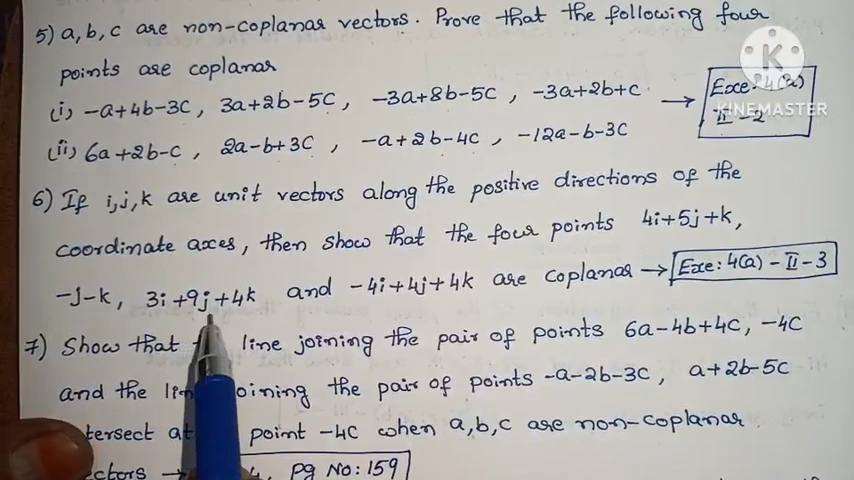 5) a,b,c are non-coplanar vectors. Prove that the following four
points are coplanar
(i) -a+4b-3c, 3a+2b-5c, -3a+8b-5c, -3a+2b+c → Exe: 4(a)
II-2
(ii) 6a+2b-c, 2a-b+3c, -a+2b-4c, -12a-b-3c
KINEMASTER
6) If i,j,k are unit vectors along the positive directions of the
coordinate axes, then show that the four points 4i+5j+k,
-j-k, 3i+9j+4k and -4i+4j+4k are coplanar → Exe: 4(a)-II-3
7) Show that line joining the pair of points 6a-4b+4c, -4c
and the joining the pair of points -a-2b-3c, a+2b-5c
point -4c when a,b,c are non-coplanar
Pg No: 159